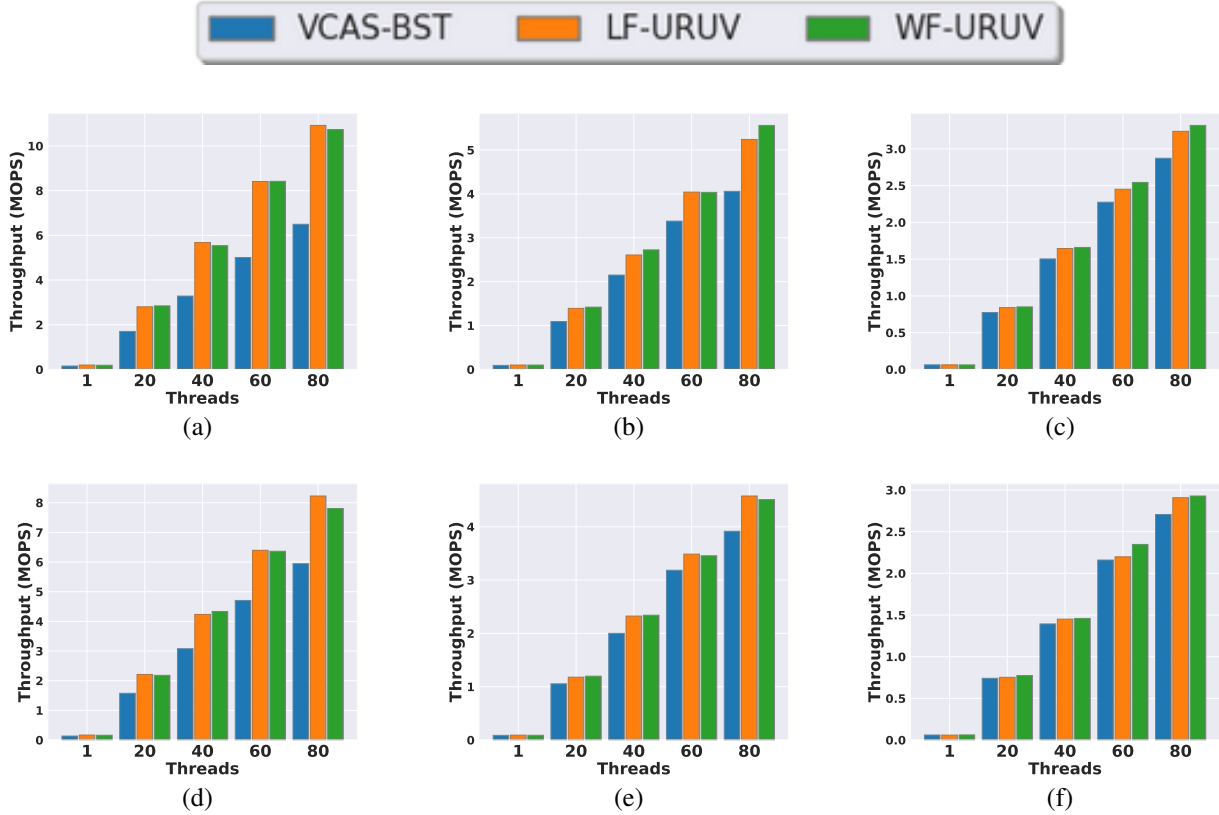 VCAS-BST LF-URUV WF-URUV
Throughput (MOPS)
10
8
6
4
2
0
1 20 40 60 80
Threads
(a)
Throughput (MOPS)
5
4
3
2
1
0
1 20 40 60 80
Threads
(b)
Throughput (MOPS)
3.0
2.5
2.0
1.5
1.0
0.5
0.0
1 20 40 60 80
Threads
(c)
Throughput (MOPS)
8
7
6
5
4
3
2
1
0
1 20 40 60 80
Threads
(d)
Throughput (MOPS)
4
3
2
1
0
1 20 40 60 80
Threads
(e)
Throughput (MOPS)
3.0
2.5
2.0
1.5
1.0
0.5
0.0
1 20 40 60 80
Threads
(f)